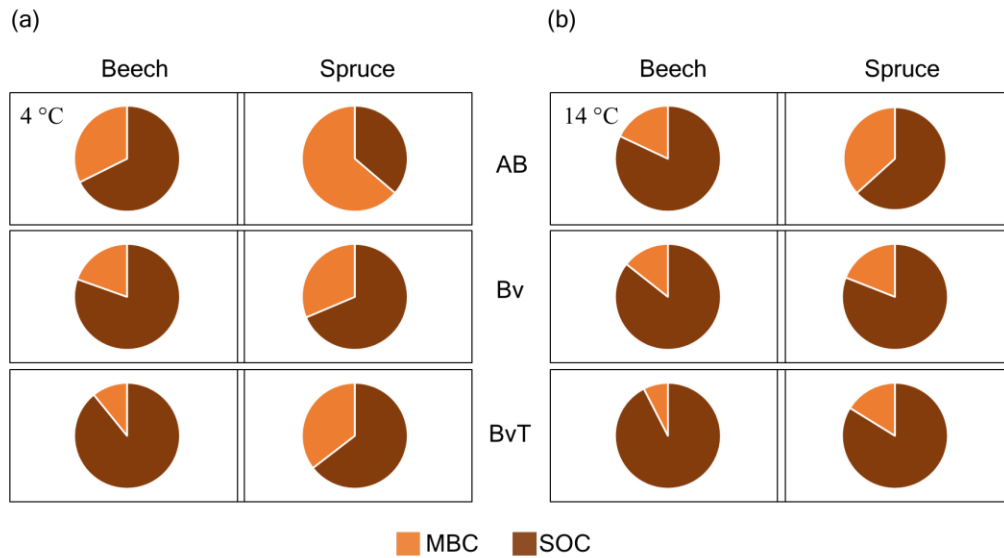 (a)
(b)
Beech
Spruce
Beech
Spruce
4 °C
AB
14 °C
Bv
BvT
MBC
SOC